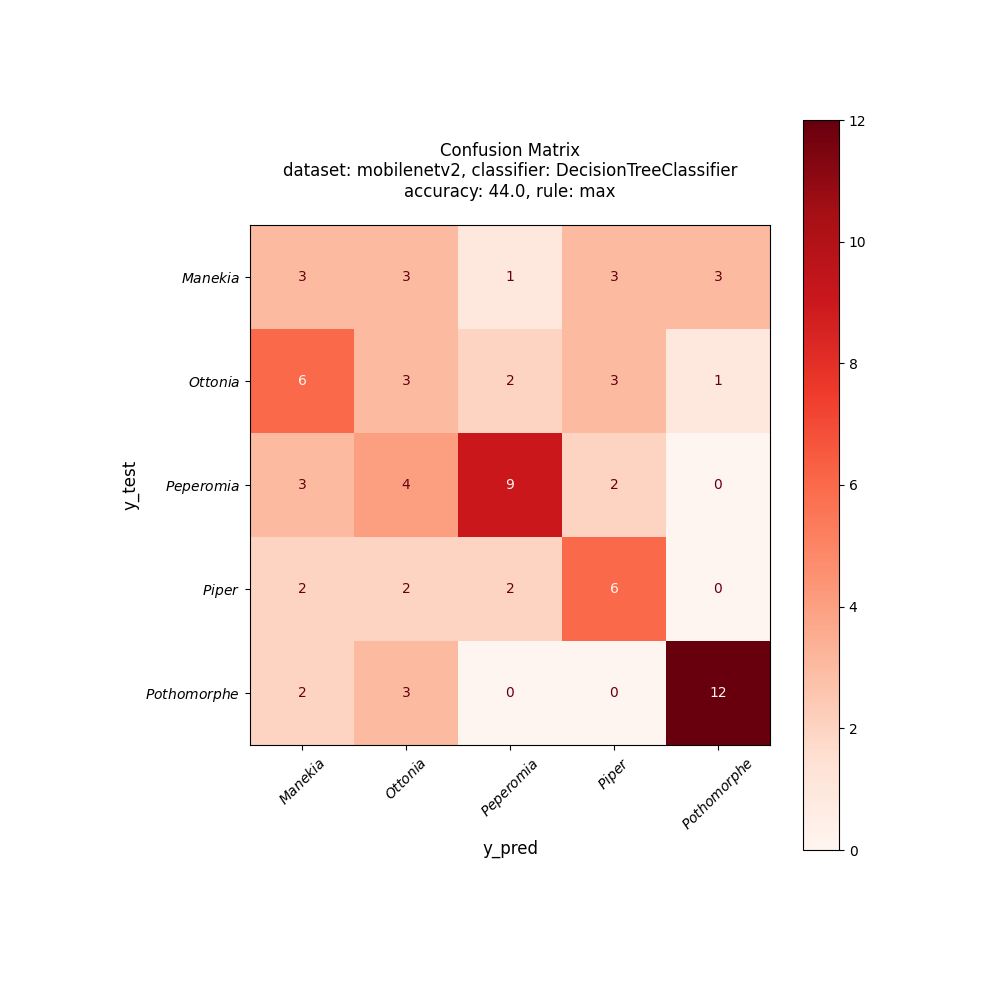 Confusion Matrix
dataset: mobilenetv2, classifier: DecisionTreeClassifier
accuracy: 44.0, rule: max
12
10
8
6
4
2
0
y_test
Manekia 3 3 1 3 3
Ottonia 6 3 2 3 1
Peperomia 3 4 9 2 0
Piper 2 2 2 6 0
Pothomorphe 2 3 0 0 12
Manekia Ottonia Peperomia Piper Pothomorphe
y_pred